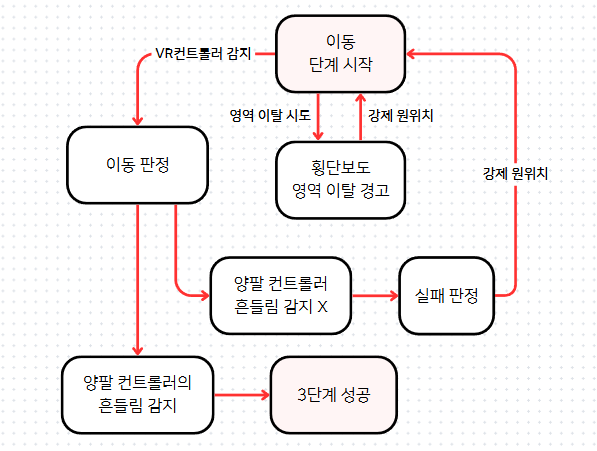 이동
단계 시작
VR컨트롤러 감지
영역 이탈 시도
강제 원위치
이동 판정
횡단보도
영역 이탈 경고
강제 원위치
양팔 컨트롤러
흔들림 감지 X
실패 판정
양팔 컨트롤러의
흔들림 감지
3단계 성공